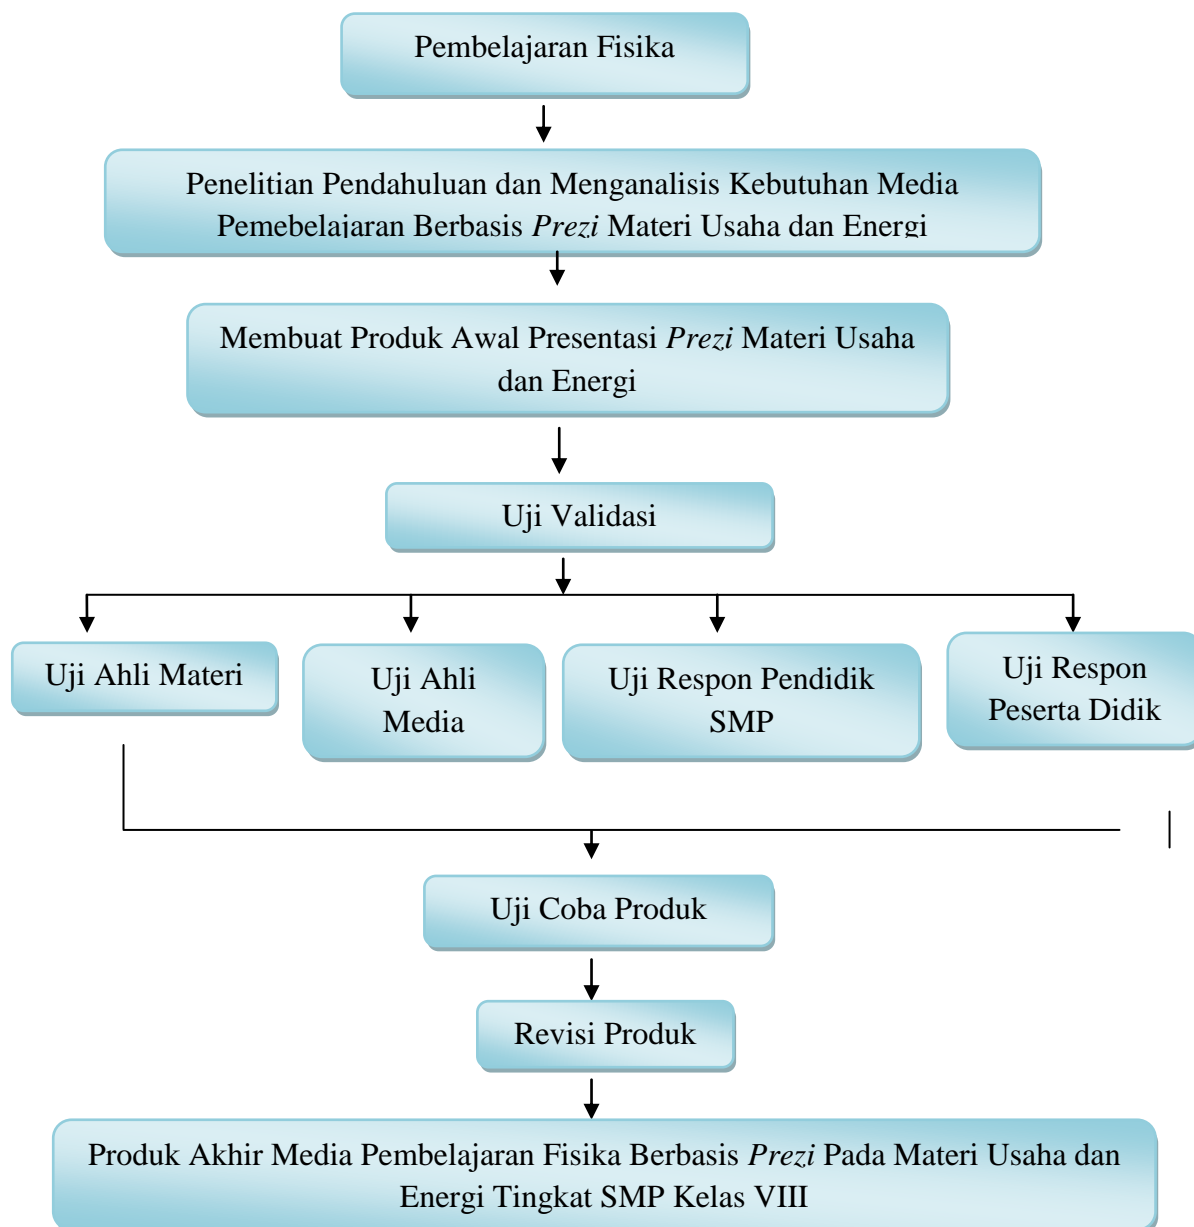 Pembelajaran Fisika
Penelitian Pendahuluan dan Menganalisis Kebutuhan Media
Pemebelajaran Berbasis Prezi Materi Usaha dan Energi
Membuat Produk Awal Presentasi Prezi Materi Usaha
dan Energi
Uji Validasi
Uji Ahli Materi
Uji Ahli
Media
Uji Respon Pendidik
SMP
Uji Respon
Peserta Didik
Uji Coba Produk
Revisi Produk
Produk Akhir Media Pembelajaran Fisika Berbasis Prezi Pada Materi Usaha dan
Energi Tingkat SMP Kelas VIII